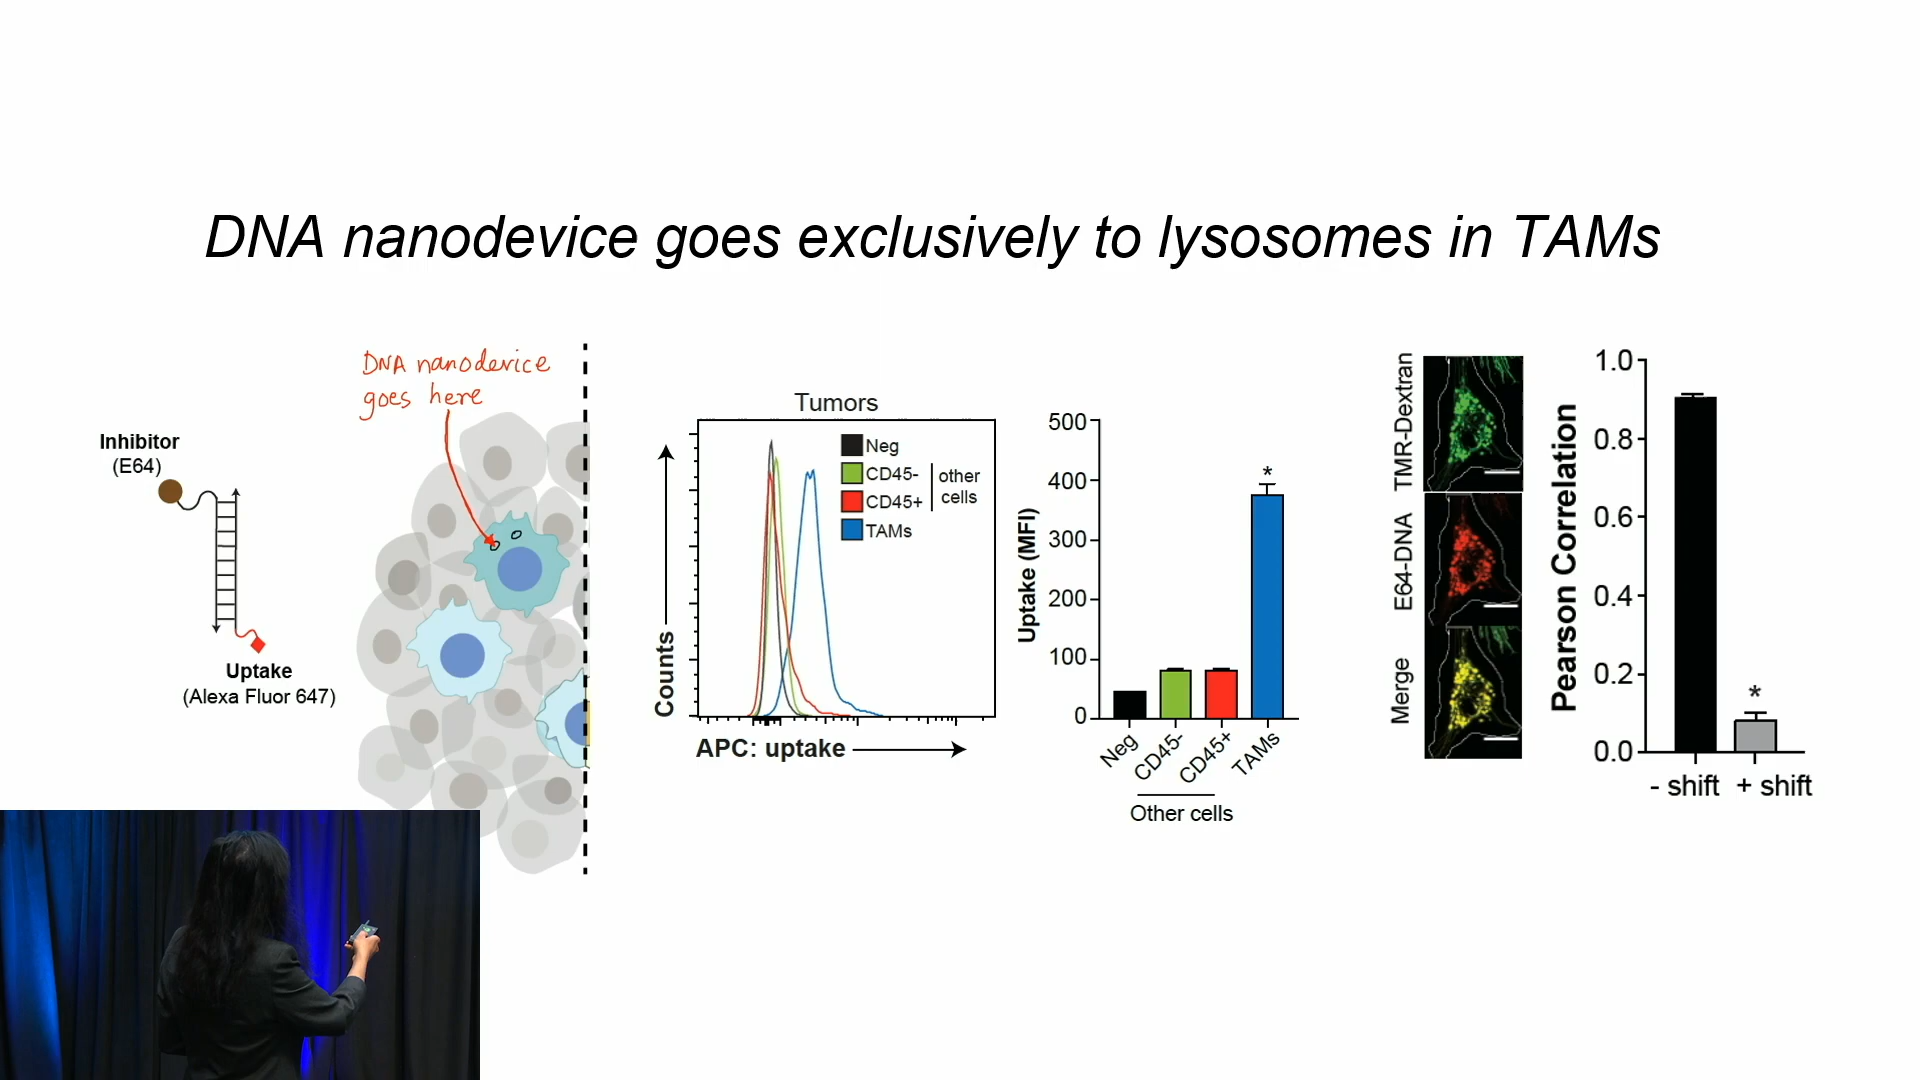 DNA nanodevice goes exclusively to lysosomes in TAMs
DNA nanodevice
goes here
Inhibitor
(E64)
Uptake
(Alexa Fluor 647)
Tumors
Neg
CD45-
CD45+
TAMs
other
cells
Counts
APC: uptake
Uptake (MFI)
500
400
300
200
100
0
*
Neg
CD45-
CD45+
TAMs
Other cells
TMR-Dextran
E64-DNA
Merge
Pearson Correlation
1.0
0.8
0.6
0.4
0.2
0.0
*
- shift
+ shift